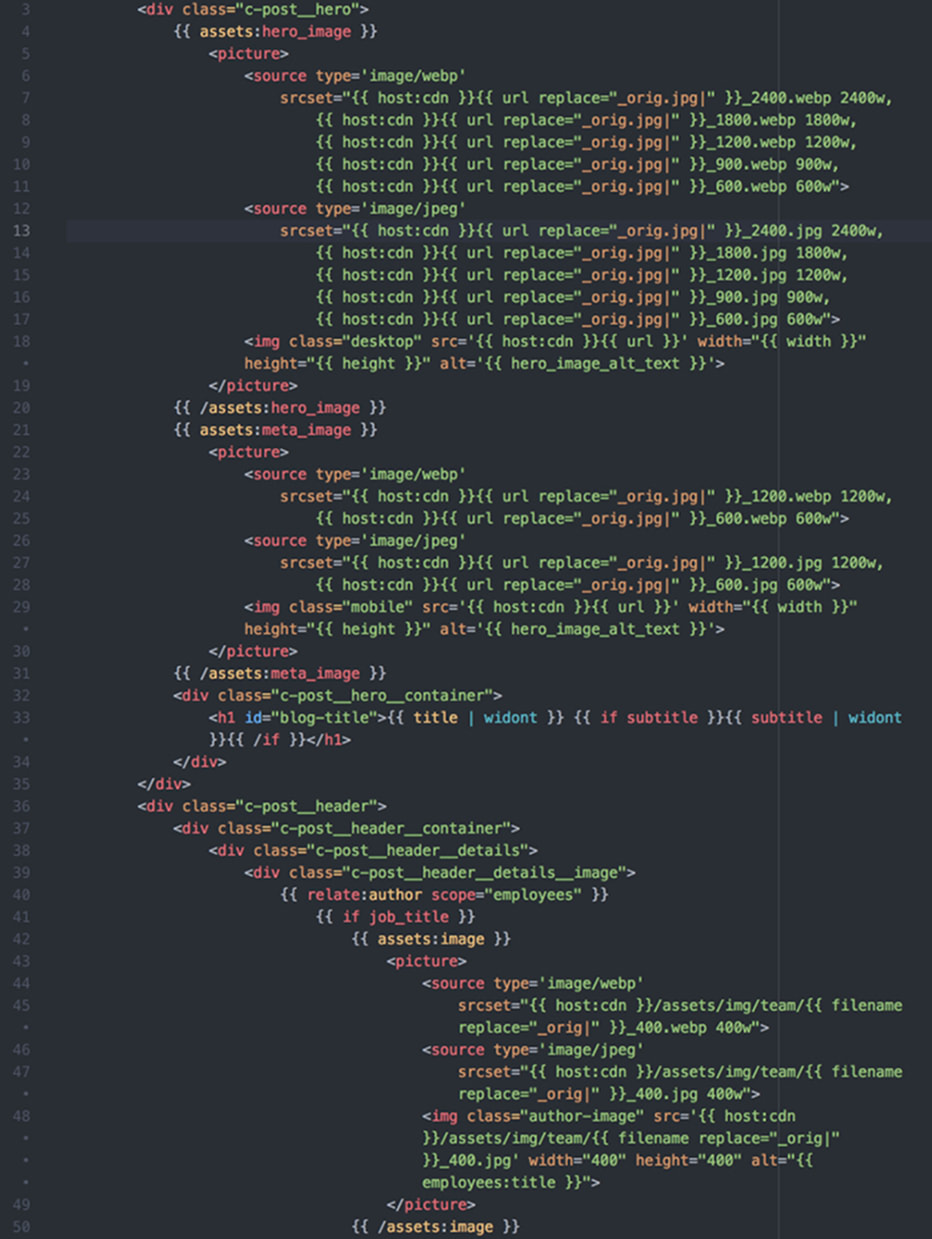 3 <div class="c-post__hero">
4 {{ assets:hero_image }}
5 <picture>
6 <source type='image/webp'
7 srcset="{{ host:cdn }}{{ url replace="_orig.jpg|" }}_2400.webp 2400w,
8 {{ host:cdn }}{{ url replace="_orig.jpg|" }}_1800.webp 1800w,
9 {{ host:cdn }}{{ url replace="_orig.jpg|" }}_1200.webp 1200w,
10 {{ host:cdn }}{{ url replace="_orig.jpg|" }}_900.webp 900w,
11 {{ host:cdn }}{{ url replace="_orig.jpg|" }}_600.webp 600w">
12 <source type='image/jpeg'
13 srcset="{{ host:cdn }}{{ url replace="_orig.jpg|" }}_2400.jpg 2400w,
14 {{ host:cdn }}{{ url replace="_orig.jpg|" }}_1800.jpg 1800w,
15 {{ host:cdn }}{{ url replace="_orig.jpg|" }}_1200.jpg 1200w,
16 {{ host:cdn }}{{ url replace="_orig.jpg|" }}_900.jpg 900w,
17 {{ host:cdn }}{{ url replace="_orig.jpg|" }}_600.jpg 600w">
18 <img class="desktop" src='{{ host:cdn }}{{ url }}' width="{{ width }}"
• height="{{ height }}" alt='{{ hero_image_alt_text }}'>
19 </picture>
20 {{ /assets:hero_image }}
21 {{ assets:meta_image }}
22 <picture>
23 <source type='image/webp'
24 srcset="{{ host:cdn }}{{ url replace="_orig.jpg|" }}_1200.webp 1200w,
25 {{ host:cdn }}{{ url replace="_orig.jpg|" }}_600.webp 600w">
26 <source type='image/jpeg'
27 srcset="{{ host:cdn }}{{ url replace="_orig.jpg|" }}_1200.jpg 1200w,
28 {{ host:cdn }}{{ url replace="_orig.jpg|" }}_600.jpg 600w">
29 <img class="mobile" src='{{ host:cdn }}{{ url }}' width="{{ width }}"
• height="{{ height }}" alt='{{ hero_image_alt_text }}'>
30 </picture>
31 {{ /assets:meta_image }}
32 <div class="c-post__hero__container">
33 <h1 id="blog-title">{{ title | widont }} {{ if subtitle }}{{ subtitle | widont
• }}{{ /if }}</h1>
34 </div>
35 </div>
36 <div class="c-post__header">
37 <div class="c-post__header__container">
38 <div class="c-post__header__details">
39 <div class="c-post__header__details__image">
40 {{ relate:author scope="employees" }}
41 {{ if job_title }}
42 {{ assets:image }}
43 <picture>
44 <source type='image/webp'
45 srcset="{{ host:cdn }}/assets/img/team/{{ filename
• replace="_orig|" }}_400.webp 400w">
46 <source type='image/jpeg'
47 srcset="{{ host:cdn }}/assets/img/team/{{ filename
• replace="_orig|" }}_400.jpg 400w">
48 <img class="author-image" src='{{ host:cdn
• }}/assets/img/team/{{ filename replace="_orig|"
• }}_400.jpg' width="400" height="400" alt="{{
• employees:title }}">
49 </picture>
50 {{ /assets:image }}